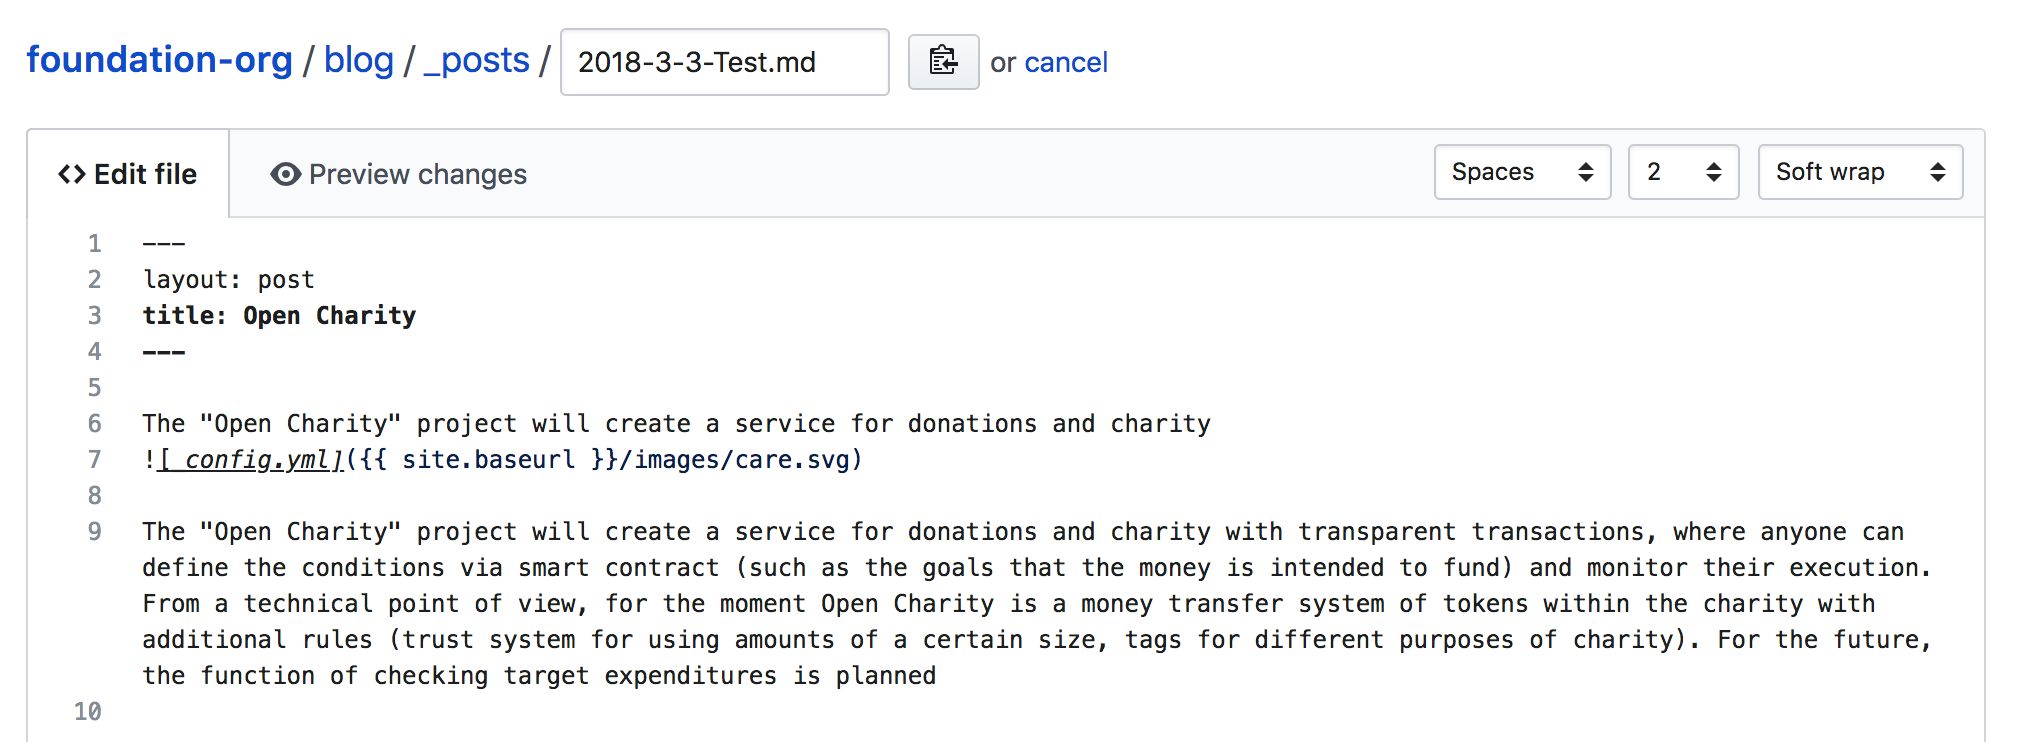 foundation-org / blog / _posts / 2018-3-3-Test.md or cancel
<> Edit file Preview changes Spaces 2 Soft wrap
1 ---
2 layout: post
3 title: Open Charity
4 ---
5
6 The "Open Charity" project will create a service for donations and charity
7 ![_config.yml]({{ site.baseurl }}/images/care.svg)
8
9 The "Open Charity" project will create a service for donations and charity with transparent transactions, where anyone can
define the conditions via smart contract (such as the goals that the money is intended to fund) and monitor their execution.
From a technical point of view, for the moment Open Charity is a money transfer system of tokens within the charity with
additional rules (trust system for using amounts of a certain size, tags for different purposes of charity). For the future,
the function of checking target expenditures is planned
10